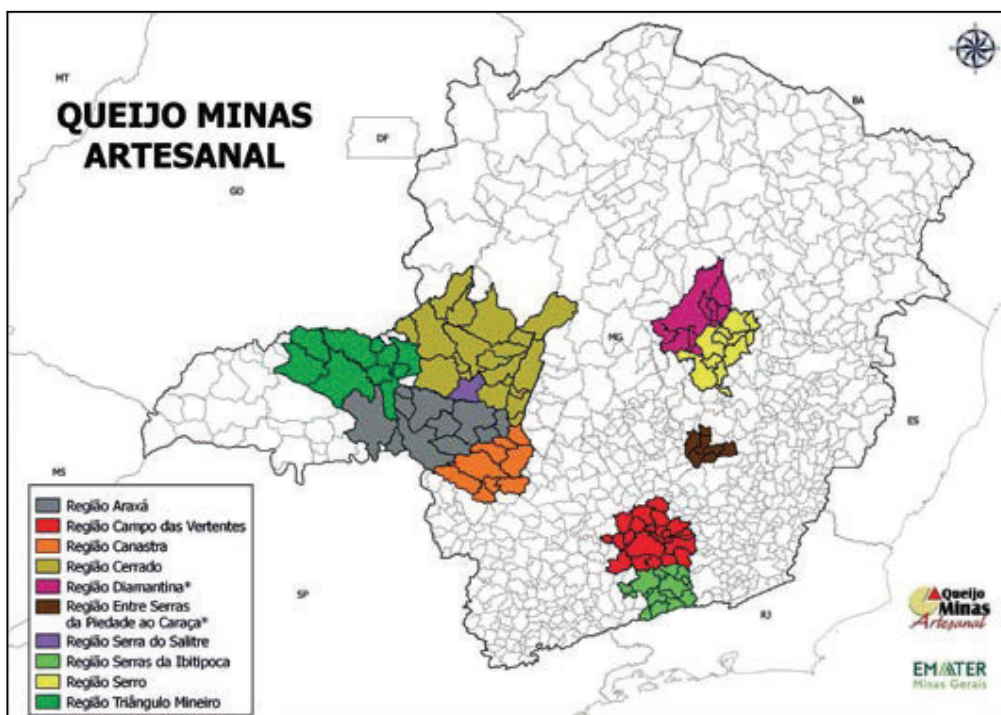 MT
BA
QUEIJO MINAS
ARTESANAL
DF
GO
MG
ES
MS
SP
RJ
Região Araxá
Região Campo das Vertentes
Região Canastra
Região Cerrado
Região Diamantina*
Região Entre Serras
da Piedade ao Caraça*
Região Serra do Salitre
Região Serras da Ibitipoca
Região Serro
Região Triângulo Mineiro
Queijo
Minas
Artesanal
EMATER
Minas Gerais